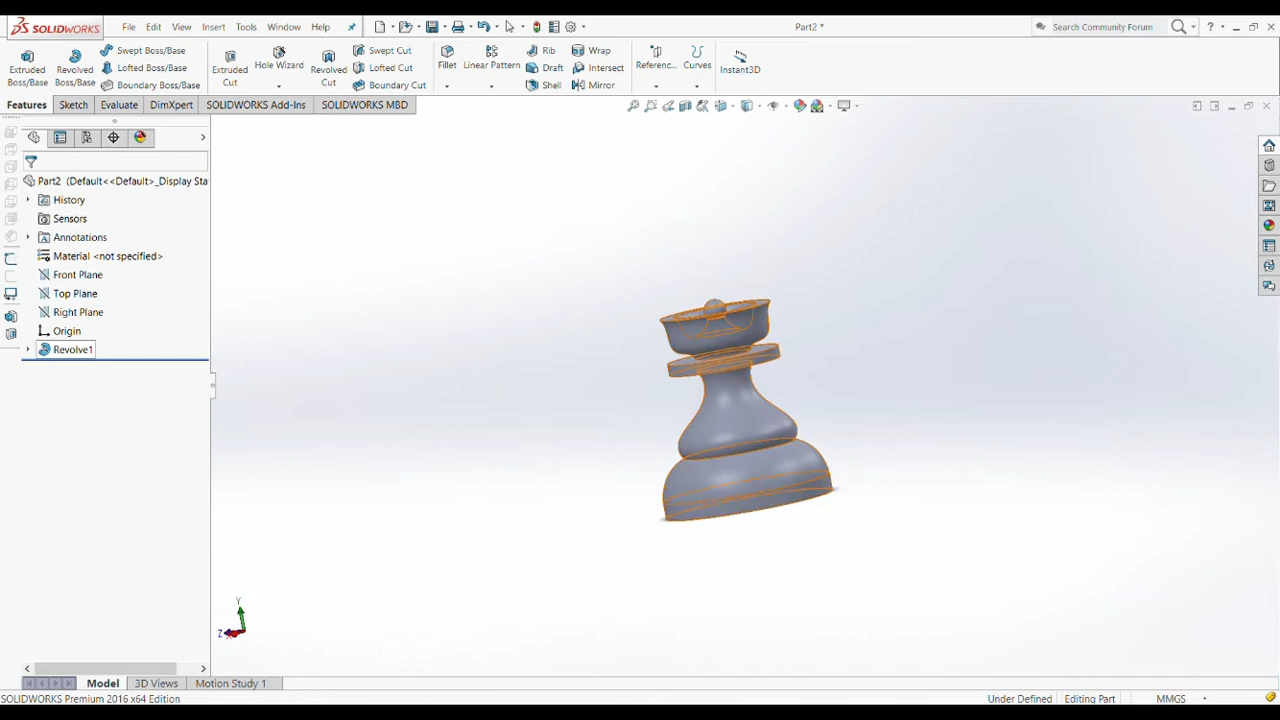 SOLIDWORKS File Edit View Insert Tools Window Help Part2 * Search Community Forum ?
Extruded Boss/Base
Revolved Boss/Base
Swept Boss/Base
Lofted Boss/Base
Boundary Boss/Base
Extruded Cut
Hole Wizard
Revolved Cut
Swept Cut
Lofted Cut
Boundary Cut
Fillet
Linear Pattern
Rib
Draft
Shell
Wrap
Intersect
Mirror
Referenc...
Curves
Instant3D
Features Sketch Evaluate DimXpert SOLIDWORKS Add-Ins SOLIDWORKS MBD
Part2 (Default<<Default>_Display Sta
History
Sensors
Annotations
Material <not specified>
Front Plane
Top Plane
Right Plane
Origin
Revolve1
Y
Z
Model 3D Views Motion Study 1
SOLIDWORKS Premium 2016 x64 Edition Under Defined Editing Part MMGS